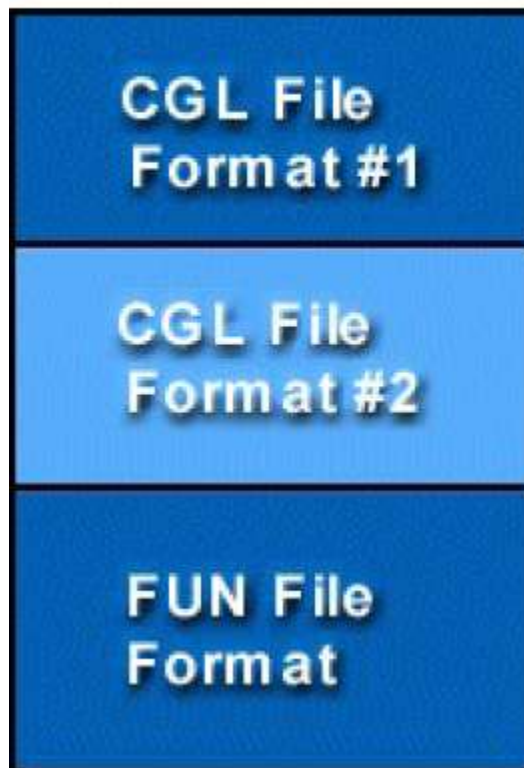 CGL File
Format #1
CGL File
Format #2
FUN File
Format